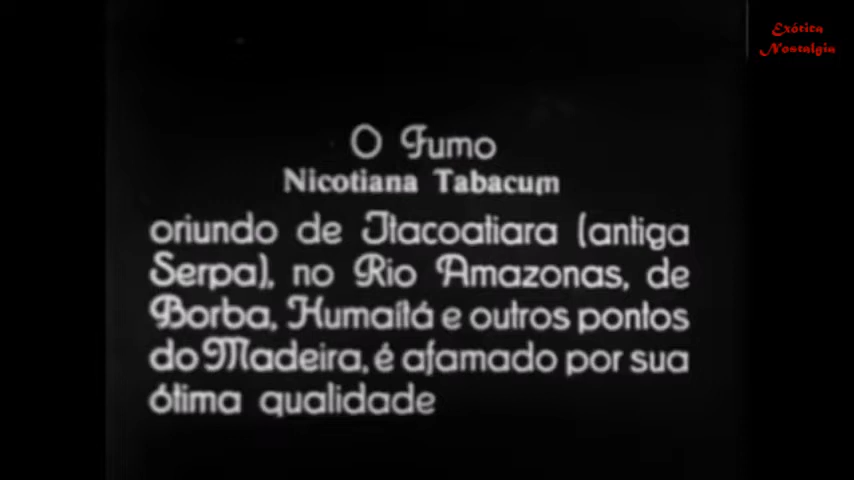 Exótica
Nostalgia
O Fumo
Nicotiana Tabacum
oriundo de Itacoatiara (antiga
Serpa), no Rio Amazonas, de
Borba, Humaítá e outros pontos
do Madeira, é afamado por sua
ótima qualidade